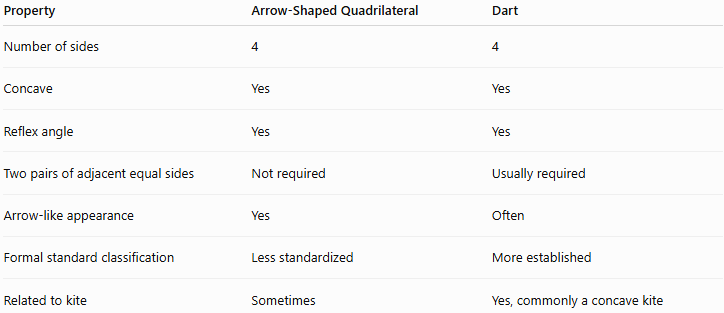 Property Arrow-Shaped Quadrilateral Dart
Number of sides 4 4
Concave Yes Yes
Reflex angle Yes Yes
Two pairs of adjacent equal sides Not required Usually required
Arrow-like appearance Yes Often
Formal standard classification Less standardized More established
Related to kite Sometimes Yes, commonly a concave kite